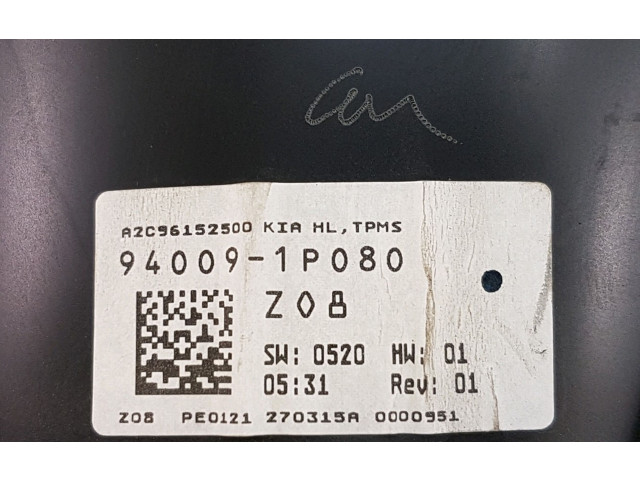 A2C96152500 KIA HL,TPMS
94009-1P080
Z08
SW: 0520 HW: 01
05:31 Rev: 01
Z08 PE0121 270315A 0000951